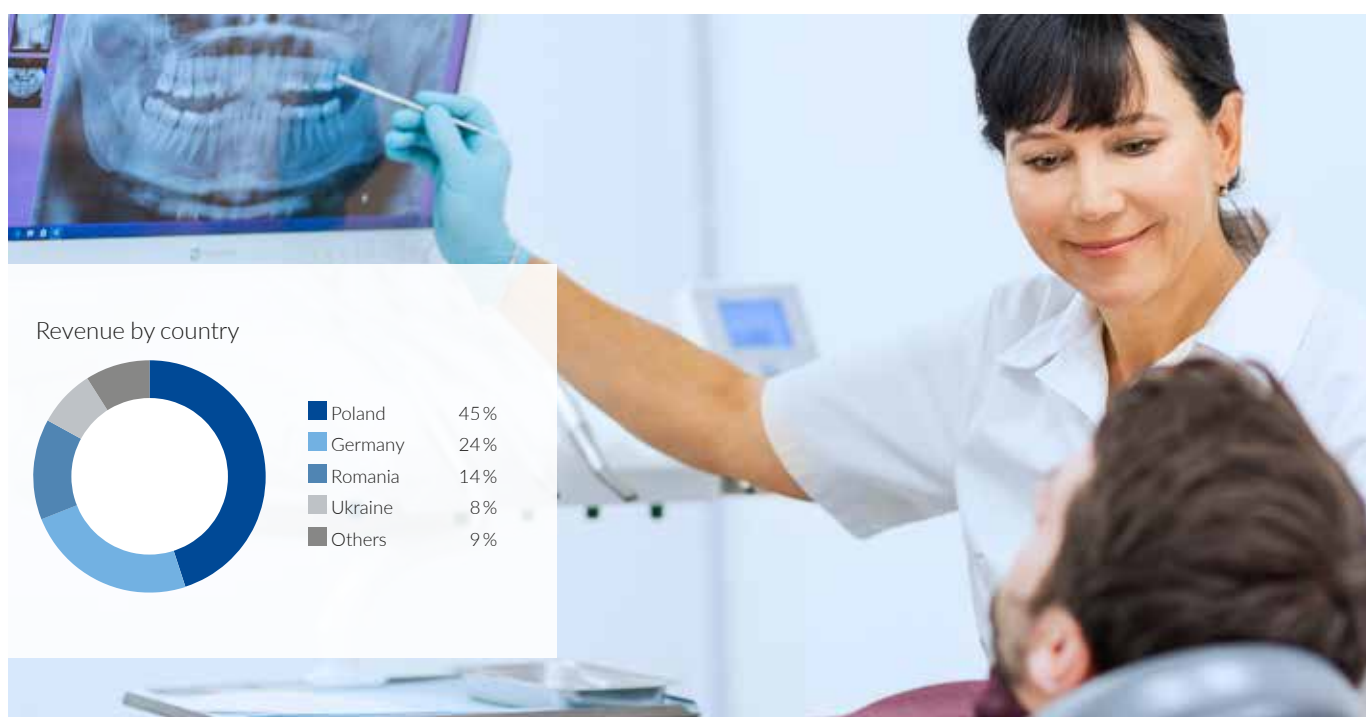 Revenue by country
Poland 45 %
Germany 24 %
Romania 14 %
Ukraine 8 %
Others 9 %